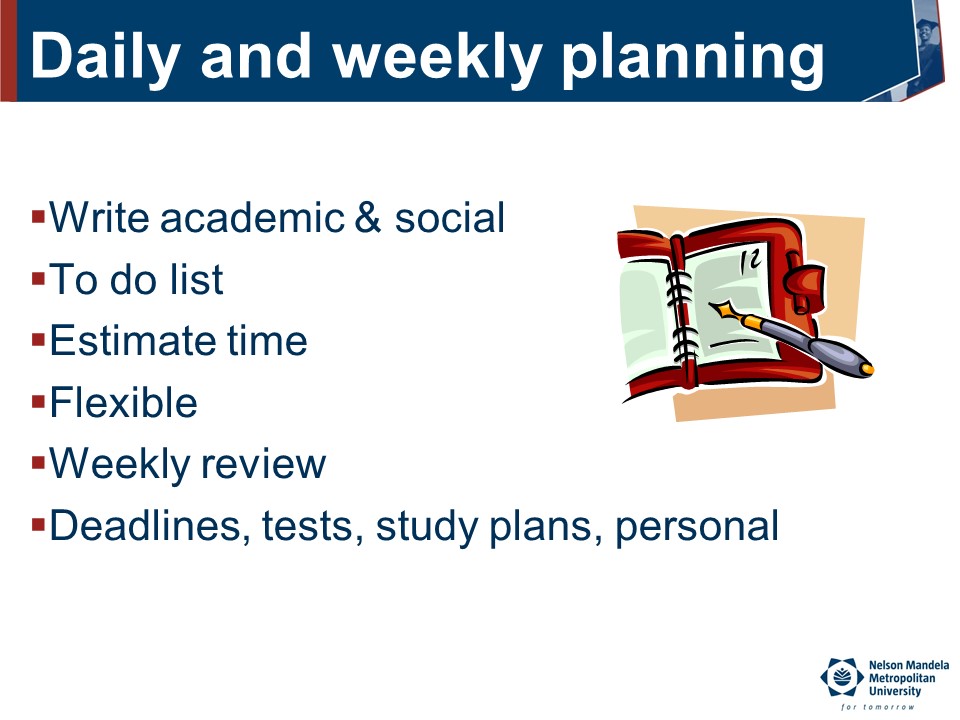 Daily and weekly planning
▪Write academic & social
▪To do list
▪Estimate time
▪Flexible
▪Weekly review
▪Deadlines, tests, study plans, personal
12
Nelson Mandela
Metropolitan
University
for tomorrow